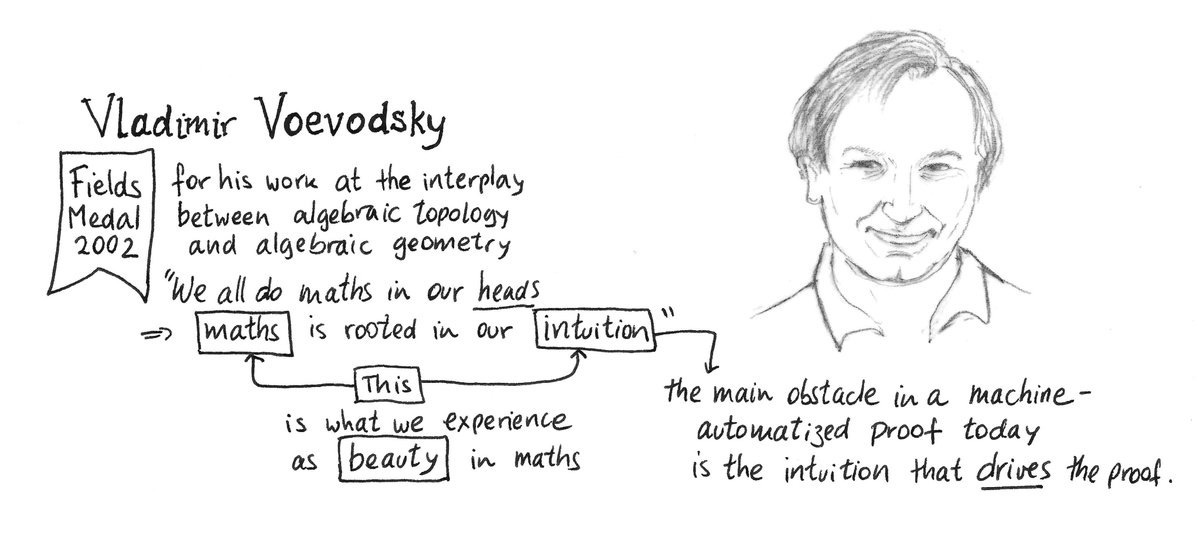 Vladimir Voevodsky
Fields
Medal
2002
for his work at the interplay
between algebraic topology
and algebraic geometry
"We all do maths in our heads
⇒ maths is rooted in our intuition"
This
is what we experience
as beauty in maths
the main obstacle in a machine-
automatized proof today
is the intuition that drives the proof.